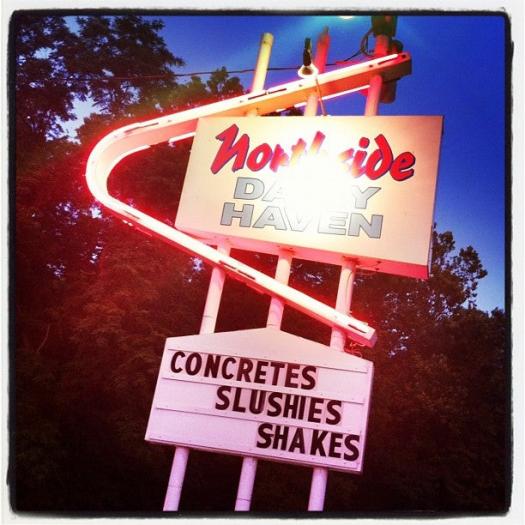 Northside
DAIRY
HAVEN
CONCRETES
SLUSHIES
SHAKES